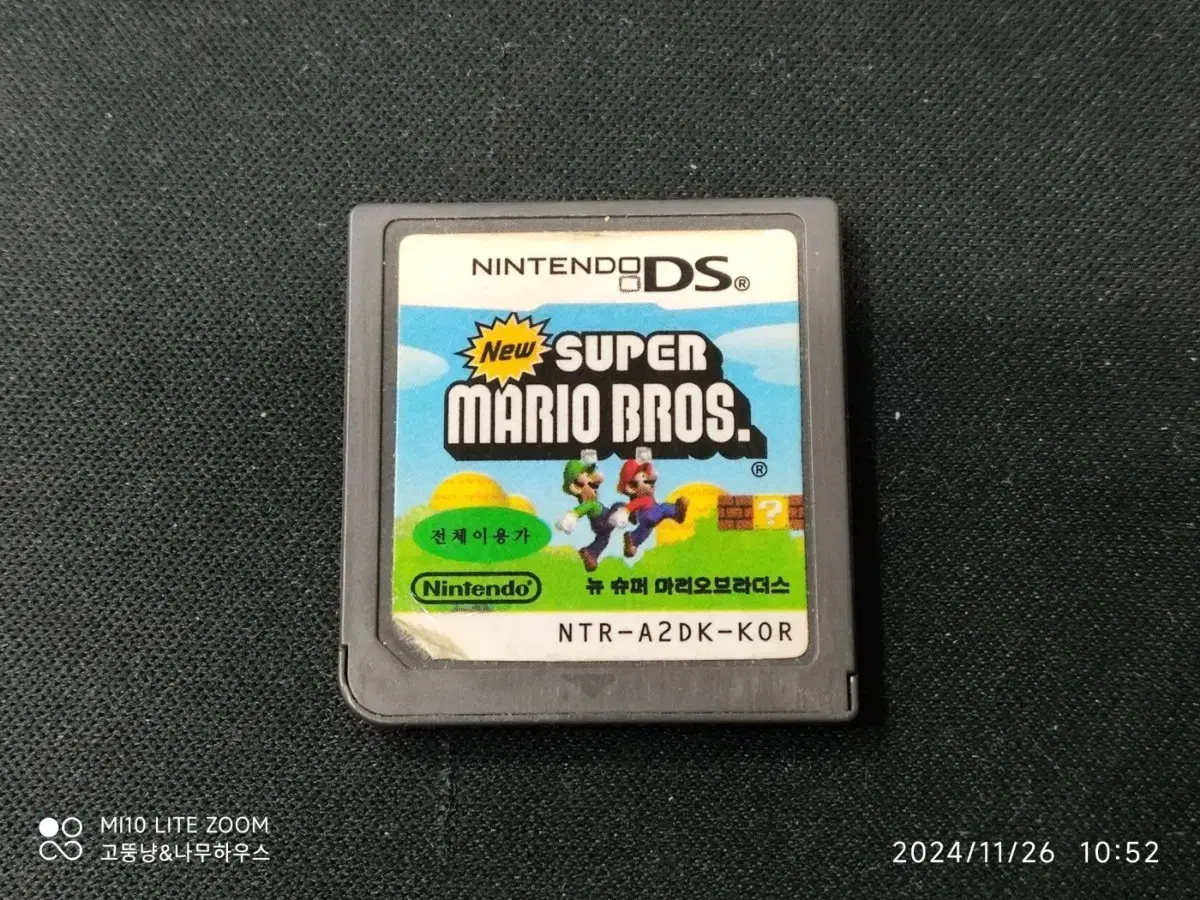 NINTENDO DS®
New SUPER
MARIO BROS.
®
?
전체이용가
Nintendo®
뉴 슈퍼 마리오브라더스
NTR-A2DK-KOR
MI10 LITE ZOOM
고뚱냥&나무하우스
2024/11/26 10:52